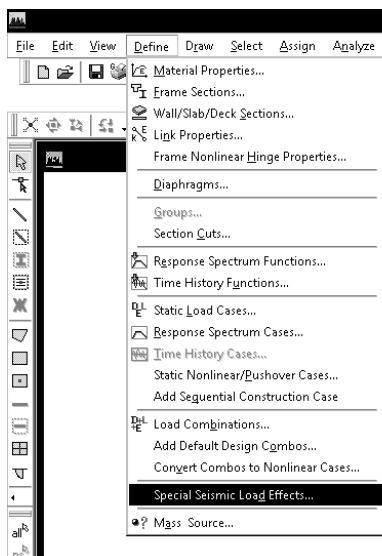 File Edit View Define Draw Select Assign Analyze
Material Properties...
Frame Sections...
Wall/Slab/Deck Sections...
Link Properties...
Frame Nonlinear Hinge Properties...
Diaphragms...
Groups...
Section Cuts...
Response Spectrum Functions...
Time History Functions...
Static Load Cases...
Response Spectrum Cases...
Time History Cases...
Static Nonlinear/Pushover Cases...
Add Sequential Construction Case
Load Combinations...
Add Default Design Combos...
Convert Combos to Nonlinear Cases...
Special Seismic Load Effects...
Mass Source...
all